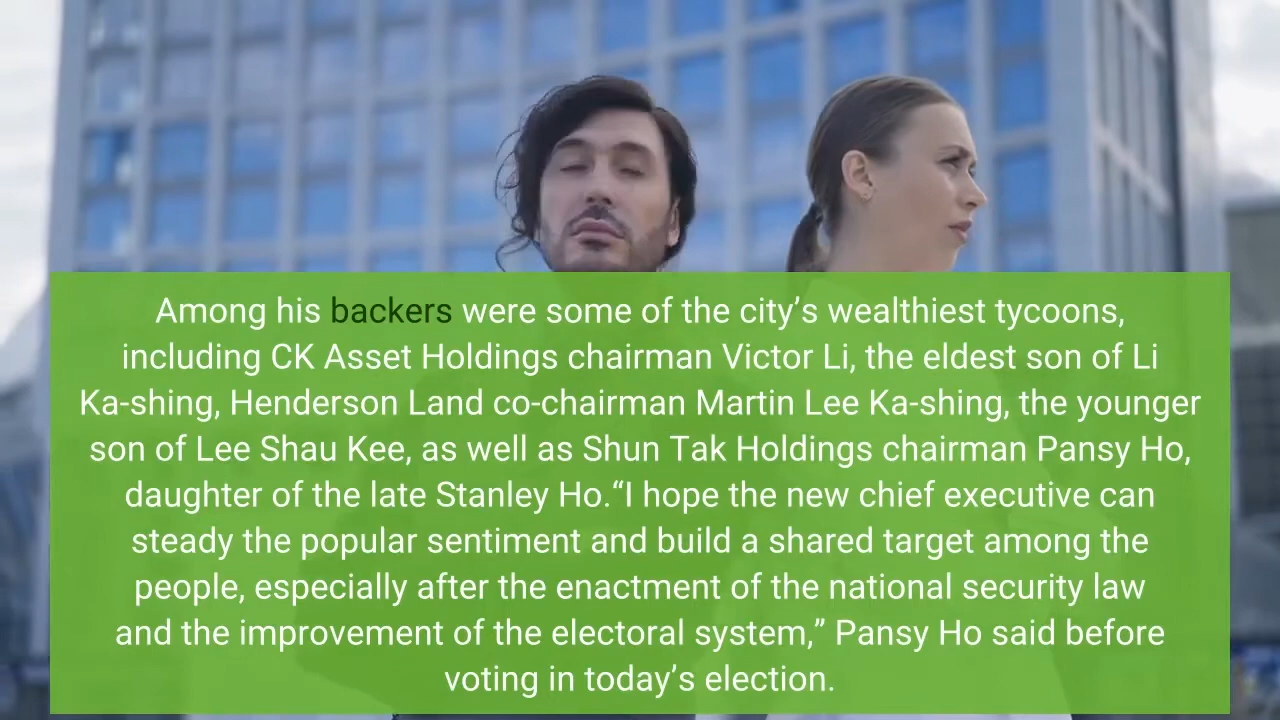 Among his backers were some of the city’s wealthiest tycoons,
including CK Asset Holdings chairman Victor Li, the eldest son of Li
Ka-shing, Henderson Land co-chairman Martin Lee Ka-shing, the younger
son of Lee Shau Kee, as well as Shun Tak Holdings chairman Pansy Ho,
daughter of the late Stanley Ho.“I hope the new chief executive can
steady the popular sentiment and build a shared target among the
people, especially after the enactment of the national security law
and the improvement of the electoral system,” Pansy Ho said before
voting in today’s election.